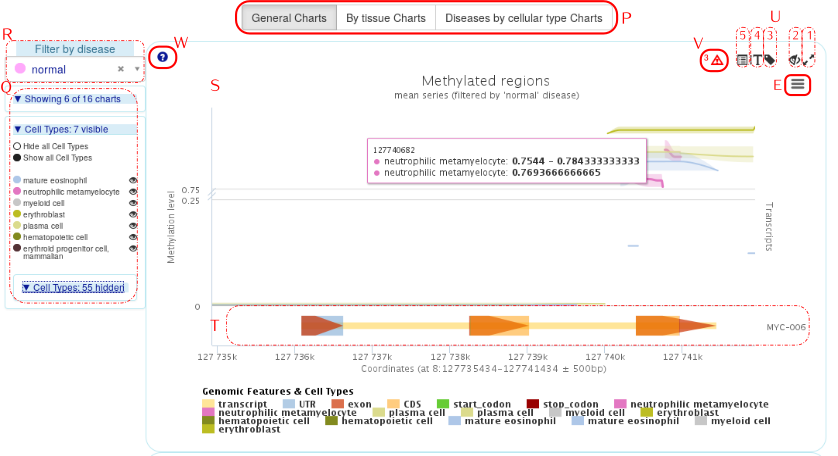 General Charts By tissue Charts Diseases by cellular type Charts P
U
R W V 5 4 3 2 1
Filter by disease
? 3
normal
E
Q S Methylated regions
mean series (filtered by 'normal' disease)
Showing 6 of 16 charts
Cell Types: 7 visible
Hide all Cell Types
Show all Cell Types
mature eosinophil
neutrophilic metamyelocyte
myeloid cell
erythroblast
plasma cell
hematopoietic cell
erythroid progenitor cell,
mammalian
Cell Types: 55 hidden
127740682
neutrophilic metamyelocyte: 0.7544 - 0.784333333333
neutrophilic metamyelocyte: 0.7693666666665
0.75
0.25
0
Methylation level
Transcripts
T MYC-006
127 735k 127 736k 127 737k 127 738k 127 739k 127 740k 127 741k
Coordinates (at 8:127735434-127741434 ± 500bp)
Genomic Features & Cell Types
transcript UTR exon CDS start_codon stop_codon neutrophilic metamyelocyte
neutrophilic metamyelocyte plasma cell plasma cell myeloid cell erythroblast
hematopoietic cell hematopoietic cell mature eosinophil mature eosinophil myeloid cell
erythroblast